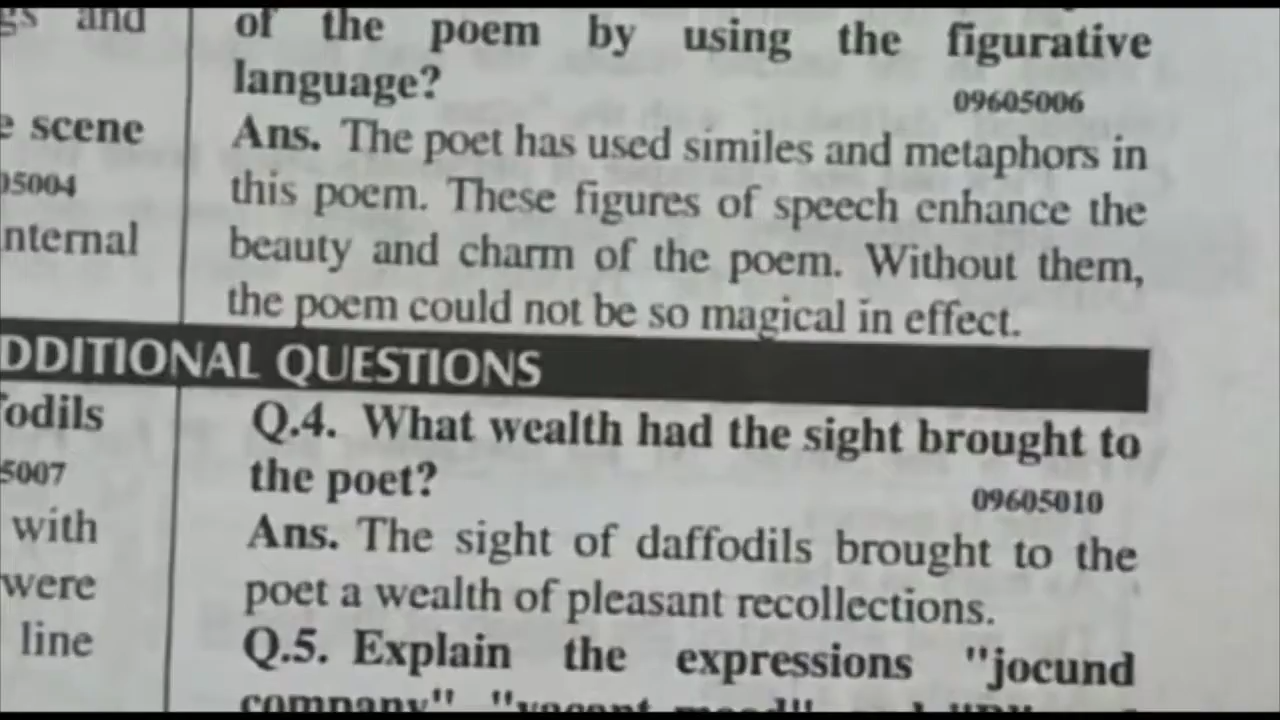 gs and
e scene
05004
nternal
of the poem by using the figurative
language?
09605006
Ans. The poet has used similes and metaphors in
this poem. These figures of speech enhance the
beauty and charm of the poem. Without them,
the poem could not be so magical in effect.
DDITIONAL QUESTIONS
fodils
5007
with
were
line
Q.4. What wealth had the sight brought to
the poet?
09605010
Ans. The sight of daffodils brought to the
poet a wealth of pleasant recollections.
Q.5. Explain the expressions "jocund
company" "vacant mood" and